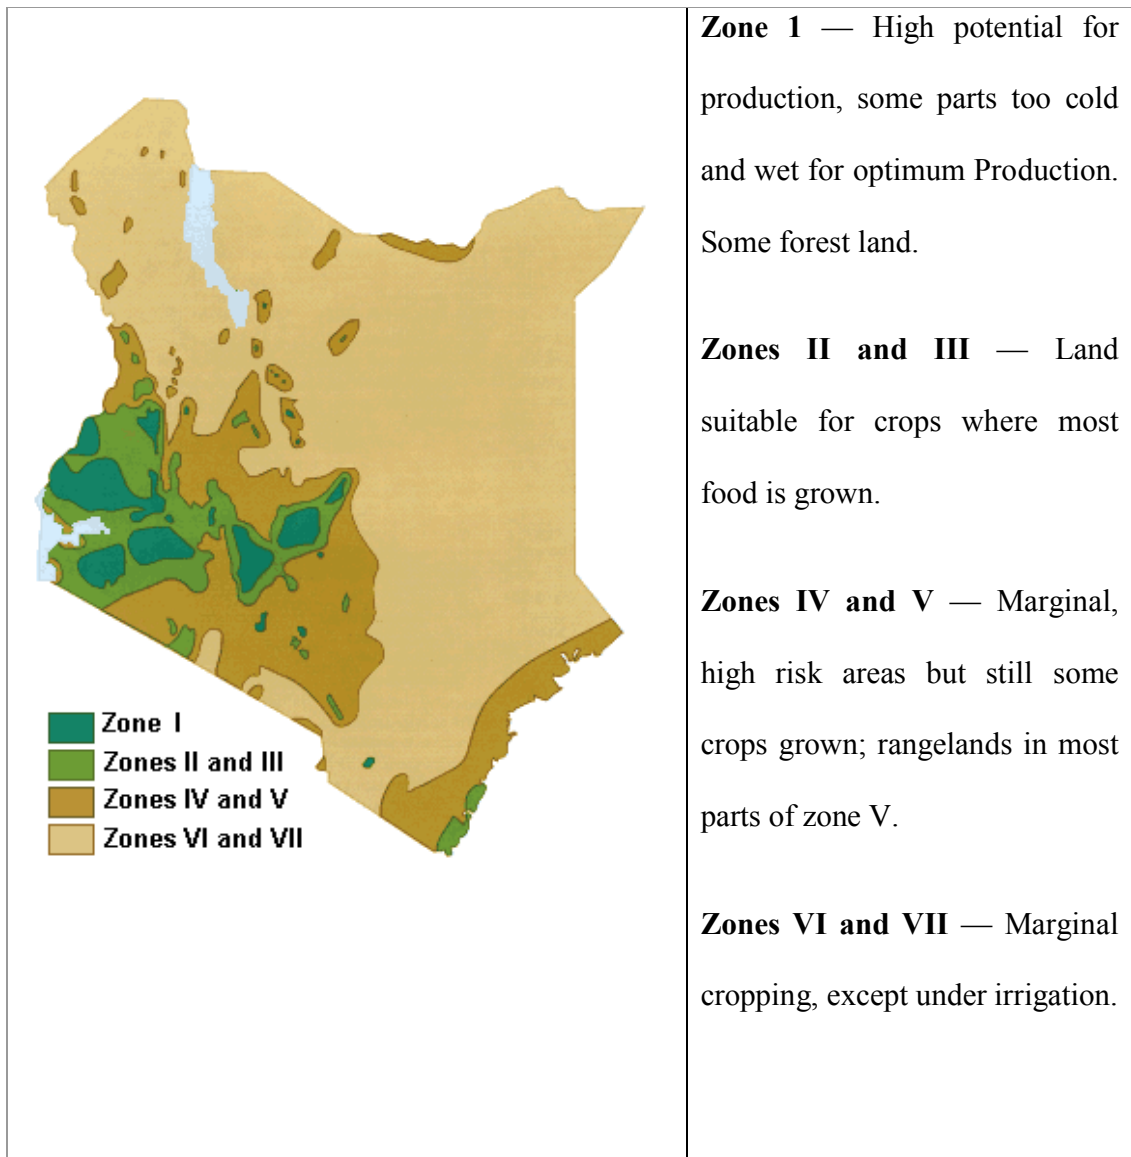 Zone I
Zones II and III
Zones IV and V
Zones VI and VII
Zone 1 — High potential for
production, some parts too cold
and wet for optimum Production.
Some forest land.
Zones II and III — Land
suitable for crops where most
food is grown.
Zones IV and V — Marginal,
high risk areas but still some
crops grown; rangelands in most
parts of zone V.
Zones VI and VII — Marginal
cropping, except under irrigation.